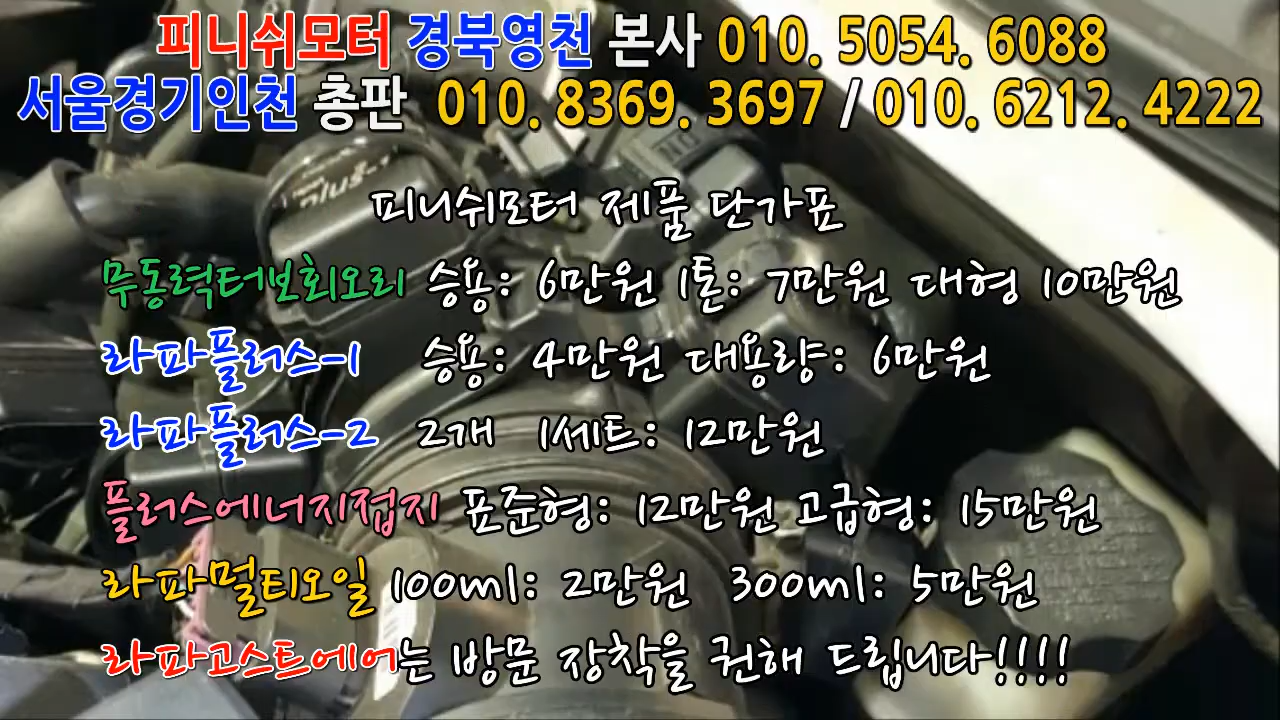 피니쉬모터 경북영천 본사 010. 5054. 6088
서울경기인천 총판 010. 8369. 3697 / 010. 6212. 4222
피니쉬모터 제품 단가표
무동력터보회오리 승용: 6만원 1톤: 7만원 대형 10만원
라파플러스-1 승용: 4만원 대용량: 6만원
라파플러스-2 2개 1세트: 12만원
플러스에너지접지 표준형: 12만원 고급형: 15만원
라파멀티오일 100ml: 2만원 300ml: 5만원
라파고스트에어는 방문 장착을 권해 드립니다!!!!